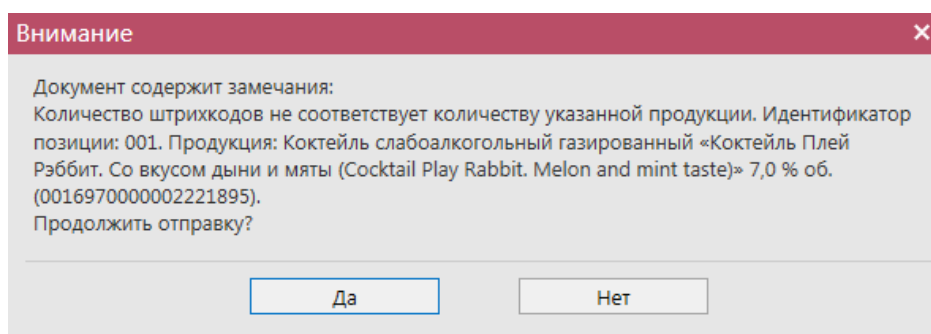 Внимание
Документ содержит замечания:
Количество штрихкодов не соответствует количеству указанной продукции. Идентификатор
позиции: 001. Продукция: Коктейль слабоалкогольный газированный «Коктейль Плей
Рэббит. Со вкусом дыни и мяты (Cocktail Play Rabbit. Melon and mint taste)» 7,0 % об.
(0016970000002221895).
Продолжить отправку?
Да
Нет